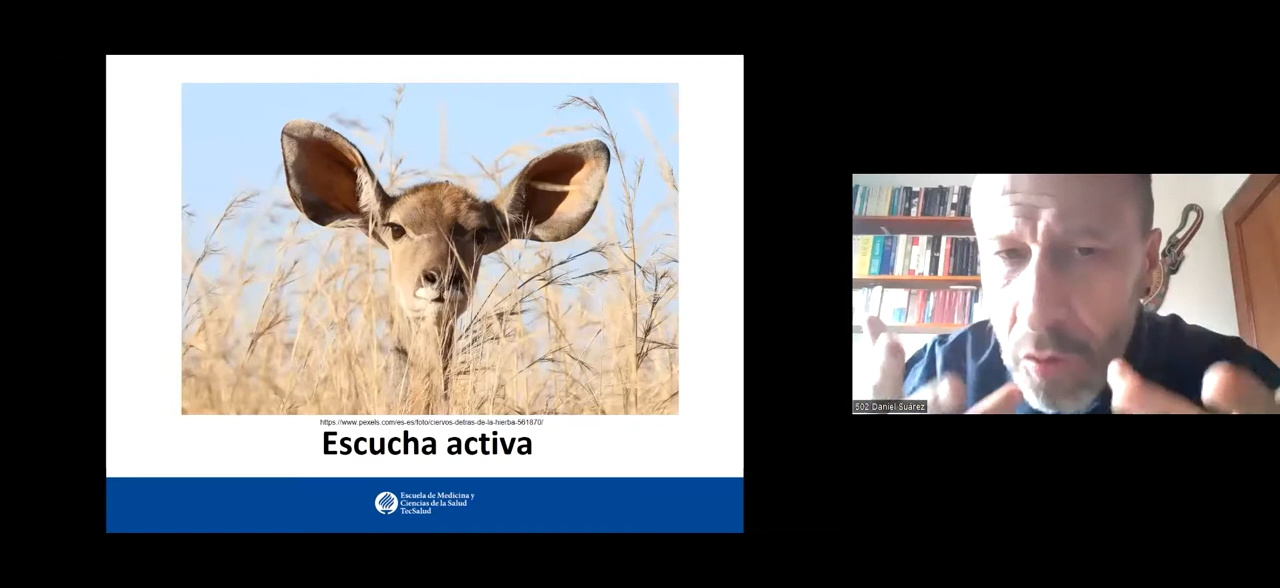 https://www.pexels.com/es-es/foto/ciervos-detras-de-la-hierba-561870/
Escucha activa
Escuela de Medicina y
Ciencias de la Salud
TecSalud
502 Daniel Suárez